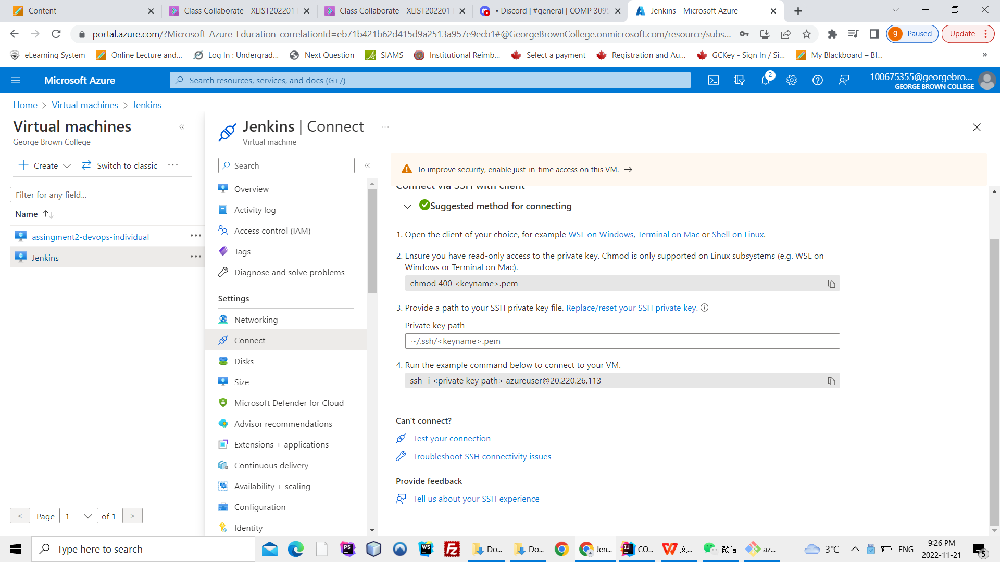 Content
Class Collaborate - XLIST202201
Class Collaborate - XLIST202201
• Discord | #general | COMP 3095
Jenkins - Microsoft Azure
portal.azure.com/?Microsoft_Azure_Education_correlationId=eb71b421b62d415d9a2513a957e9ecb1#@GeorgeBrownCollege.onmicrosoft.com/resource/subs...
g Paused
Update
eLearning System
Online Lecture and...
Log In : Undergrad...
Next Question
SIAMS
Institutional Reimb...
Select a payment
Registration and Au...
GCKey - Sign In / Si...
My Blackboard – Bl...
»
Microsoft Azure
Search resources, services, and docs (G+/)
2
100675355@georgebro...
GEORGE BROWN COLLEGE
Home > Virtual machines > Jenkins
Virtual machines
George Brown College
Create
Switch to classic
Filter for any field...
Name
assingment2-devops-individual
Jenkins
< Page 1 of 1 >
Jenkins | Connect
Virtual machine
Search
Overview
Activity log
Access control (IAM)
Tags
Diagnose and solve problems
Settings
Networking
Connect
Disks
Size
Microsoft Defender for Cloud
Advisor recommendations
Extensions + applications
Continuous delivery
Availability + scaling
Configuration
Identity
To improve security, enable just-in-time access on this VM. →
Connect via SSH with client
Suggested method for connecting
1. Open the client of your choice, for example WSL on Windows, Terminal on Mac or Shell on Linux.
2. Ensure you have read-only access to the private key. Chmod is only supported on Linux subsystems (e.g. WSL on
Windows or Terminal on Mac).
chmod 400 <keyname>.pem
3. Provide a path to your SSH private key file. Replace/reset your SSH private key.
Private key path
~/.ssh/<keyname>.pem
4. Run the example command below to connect to your VM.
ssh -i <private key path> azureuser@20.220.26.113
Can't connect?
Test your connection
Troubleshoot SSH connectivity issues
Provide feedback
Tell us about your SSH experience
Type here to search
PS
WS
Fz
Do...
Do...
Jen...
IJ
CO...
文...
微信
az...
3℃
ENG
9:26 PM
2022-11-21
5